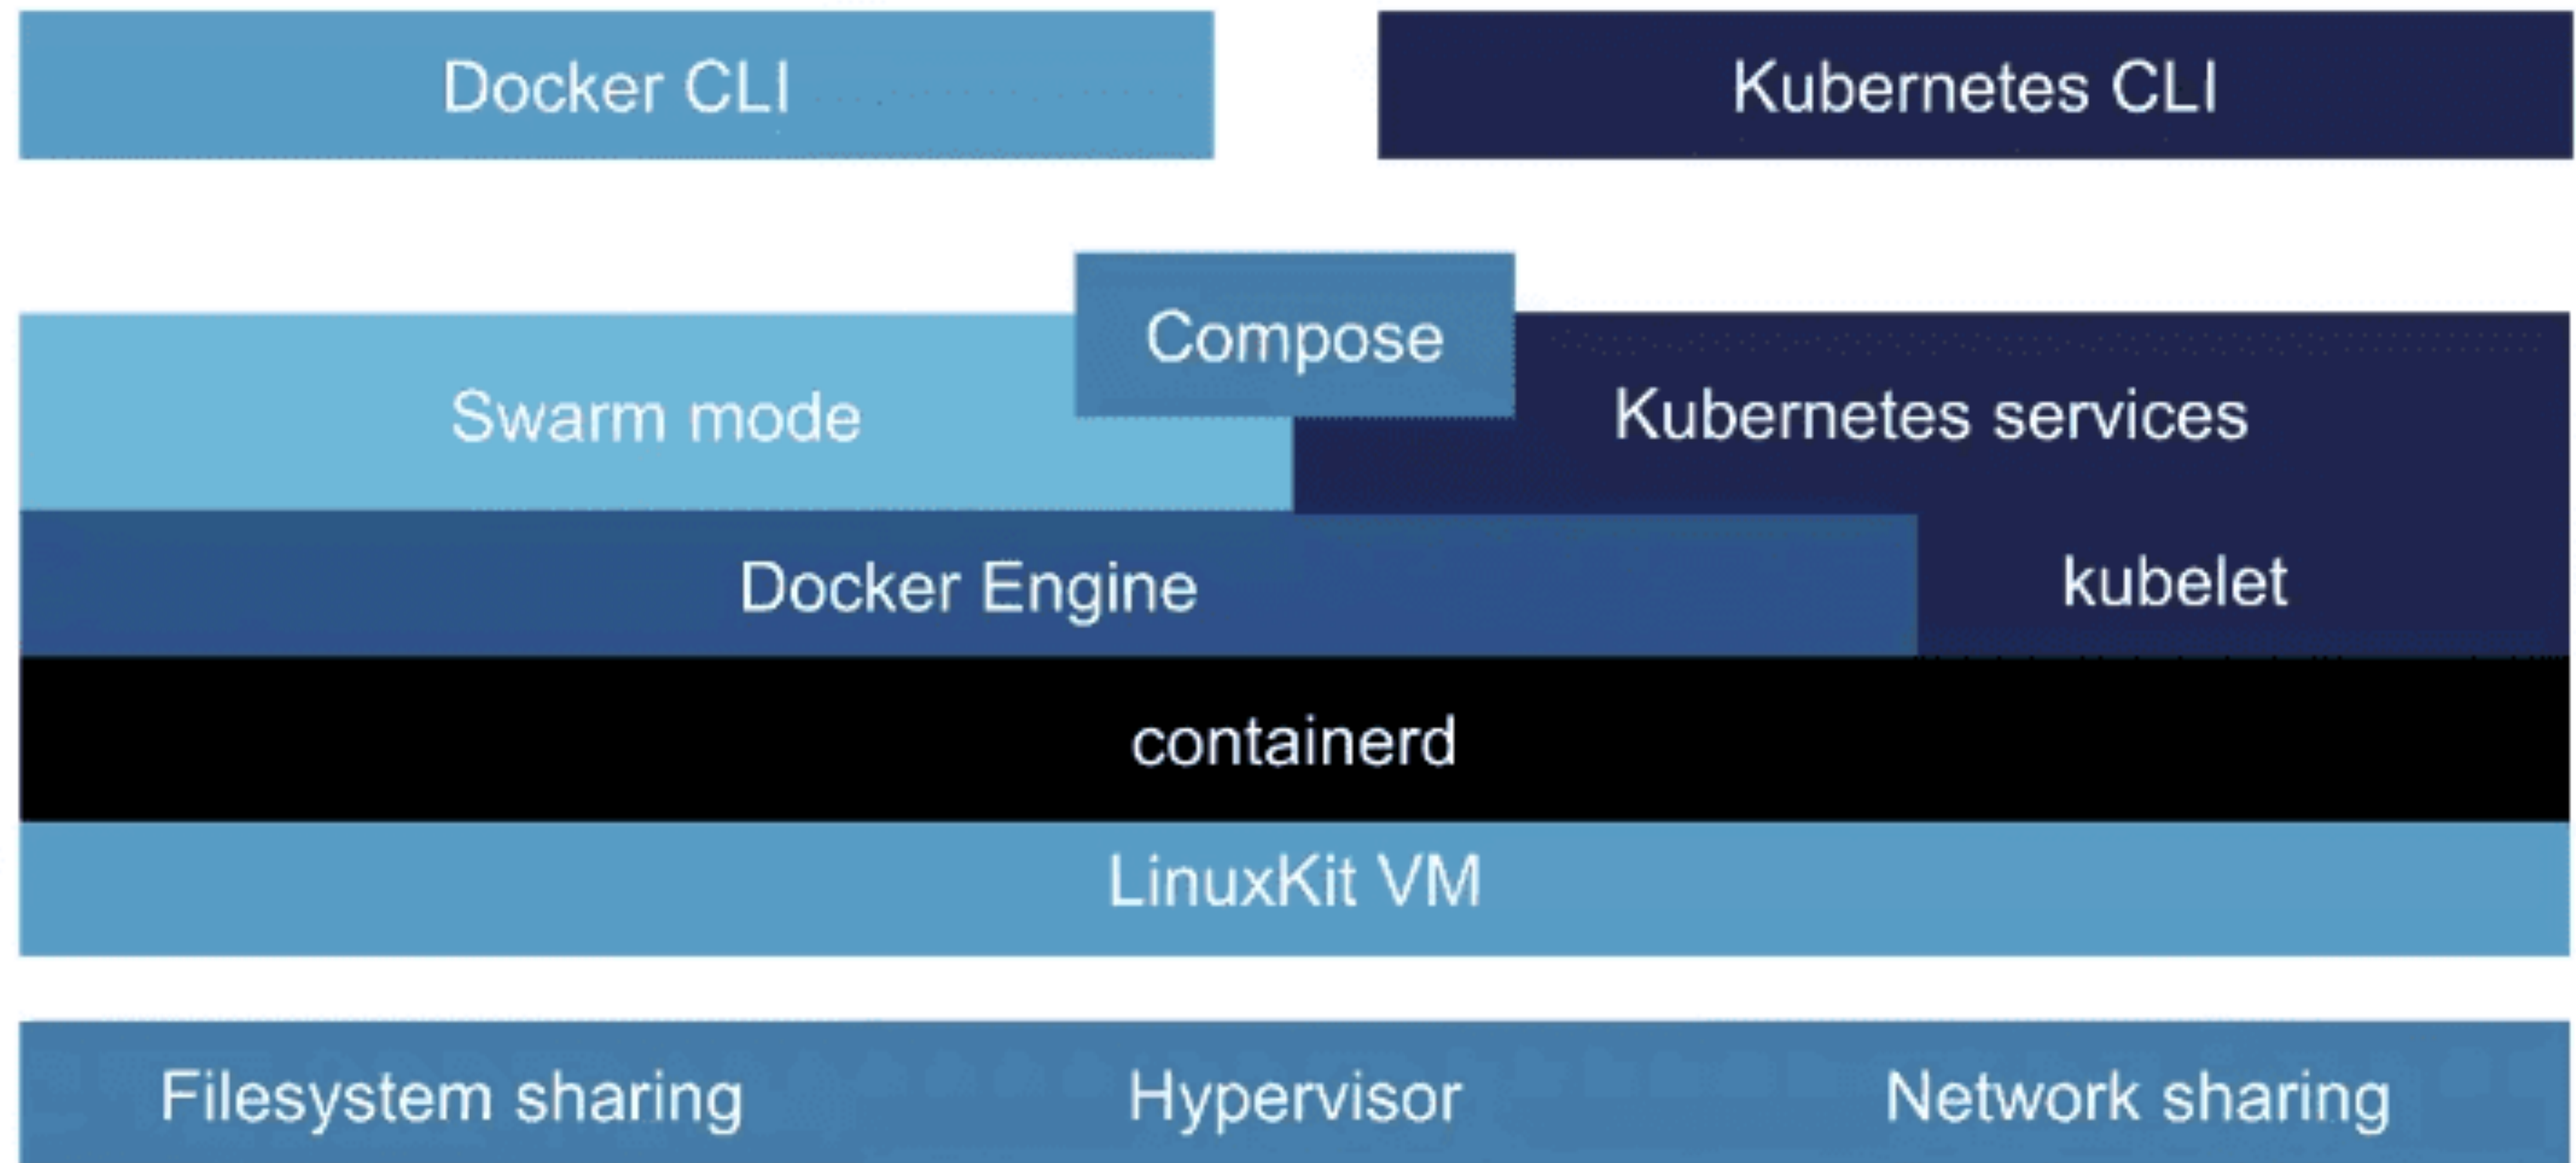 Docker CLI
Kubernetes CLI
Compose
Swarm mode
Kubernetes services
Docker Engine
kubelet
containerd
LinuxKit VM
Filesystem sharing
Hypervisor
Network sharing